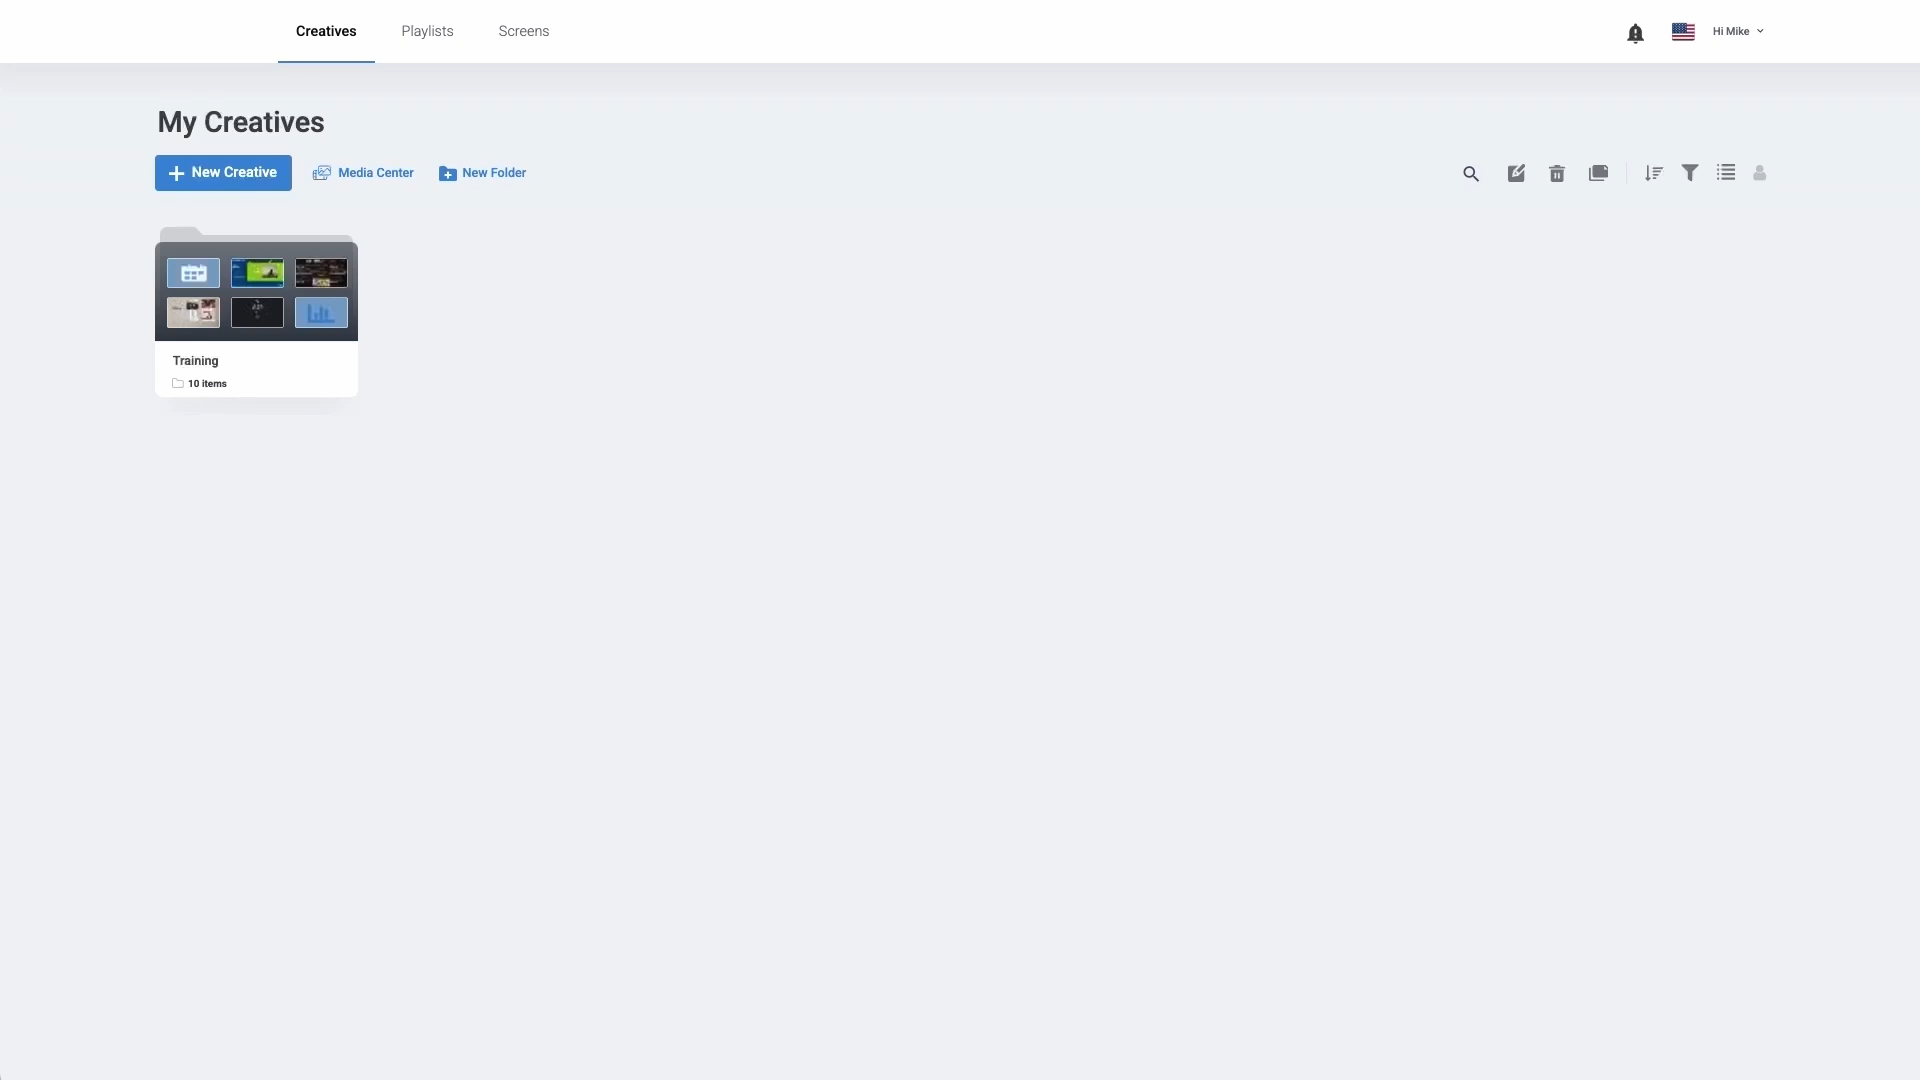 Creatives
Playlists
Screens
Hi Mike
My Creatives
New Creative
Media Center
New Folder
Training
10 items